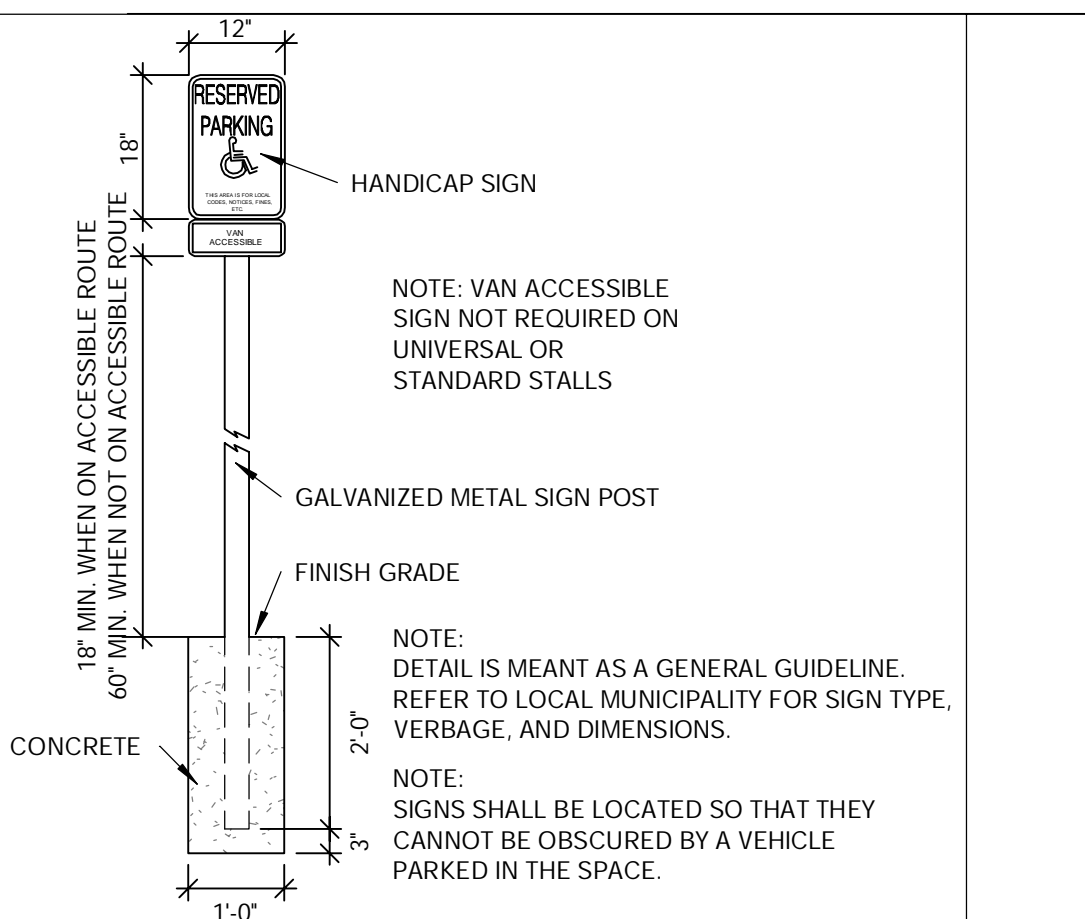 12"
RESERVED
PARKING
THIS AREA IS FOR LOCAL
CODES, NOTICES, FINES,
ETC.
VAN
ACCESSIBLE
18"
HANDICAP SIGN
18" MIN. WHEN ON ACCESSIBLE ROUTE
60" MIN. WHEN NOT ON ACCESSIBLE ROUTE
NOTE: VAN ACCESSIBLE
SIGN NOT REQUIRED ON
UNIVERSAL OR
STANDARD STALLS
GALVANIZED METAL SIGN POST
FINISH GRADE
NOTE:
DETAIL IS MEANT AS A GENERAL GUIDELINE.
REFER TO LOCAL MUNICIPALITY FOR SIGN TYPE,
VERBAGE, AND DIMENSIONS.
CONCRETE
2'-0"
NOTE:
SIGNS SHALL BE LOCATED SO THAT THEY
CANNOT BE OBSCURED BY A VEHICLE
PARKED IN THE SPACE.
3"
1'-0"